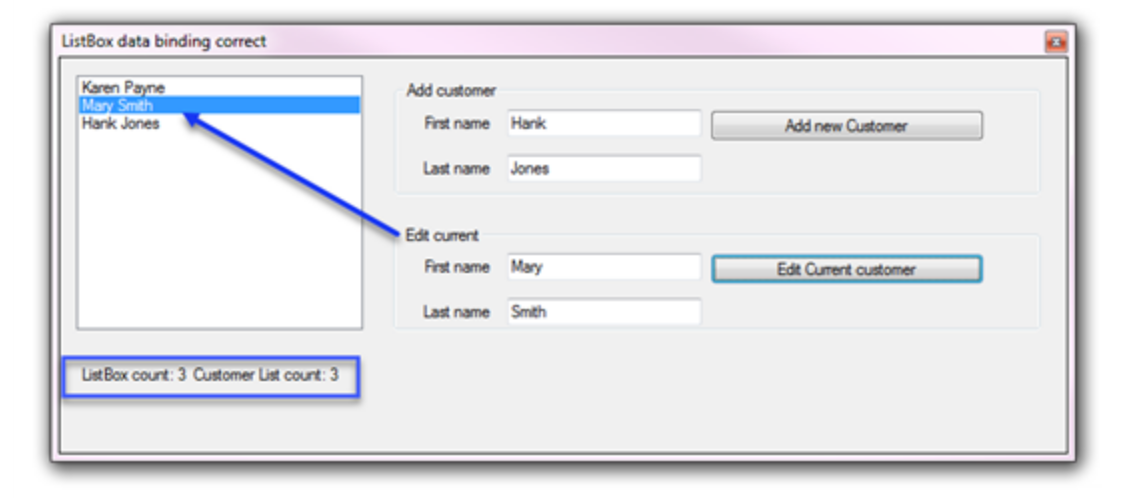 ListBox data binding correct
Karen Payne
Mary Smith
Hank Jones
Add customer
First name Hank Add new Customer
Last name Jones
Edit current
First name Mary Edit Current customer
Last name Smith
ListBox count: 3 Customer List count: 3